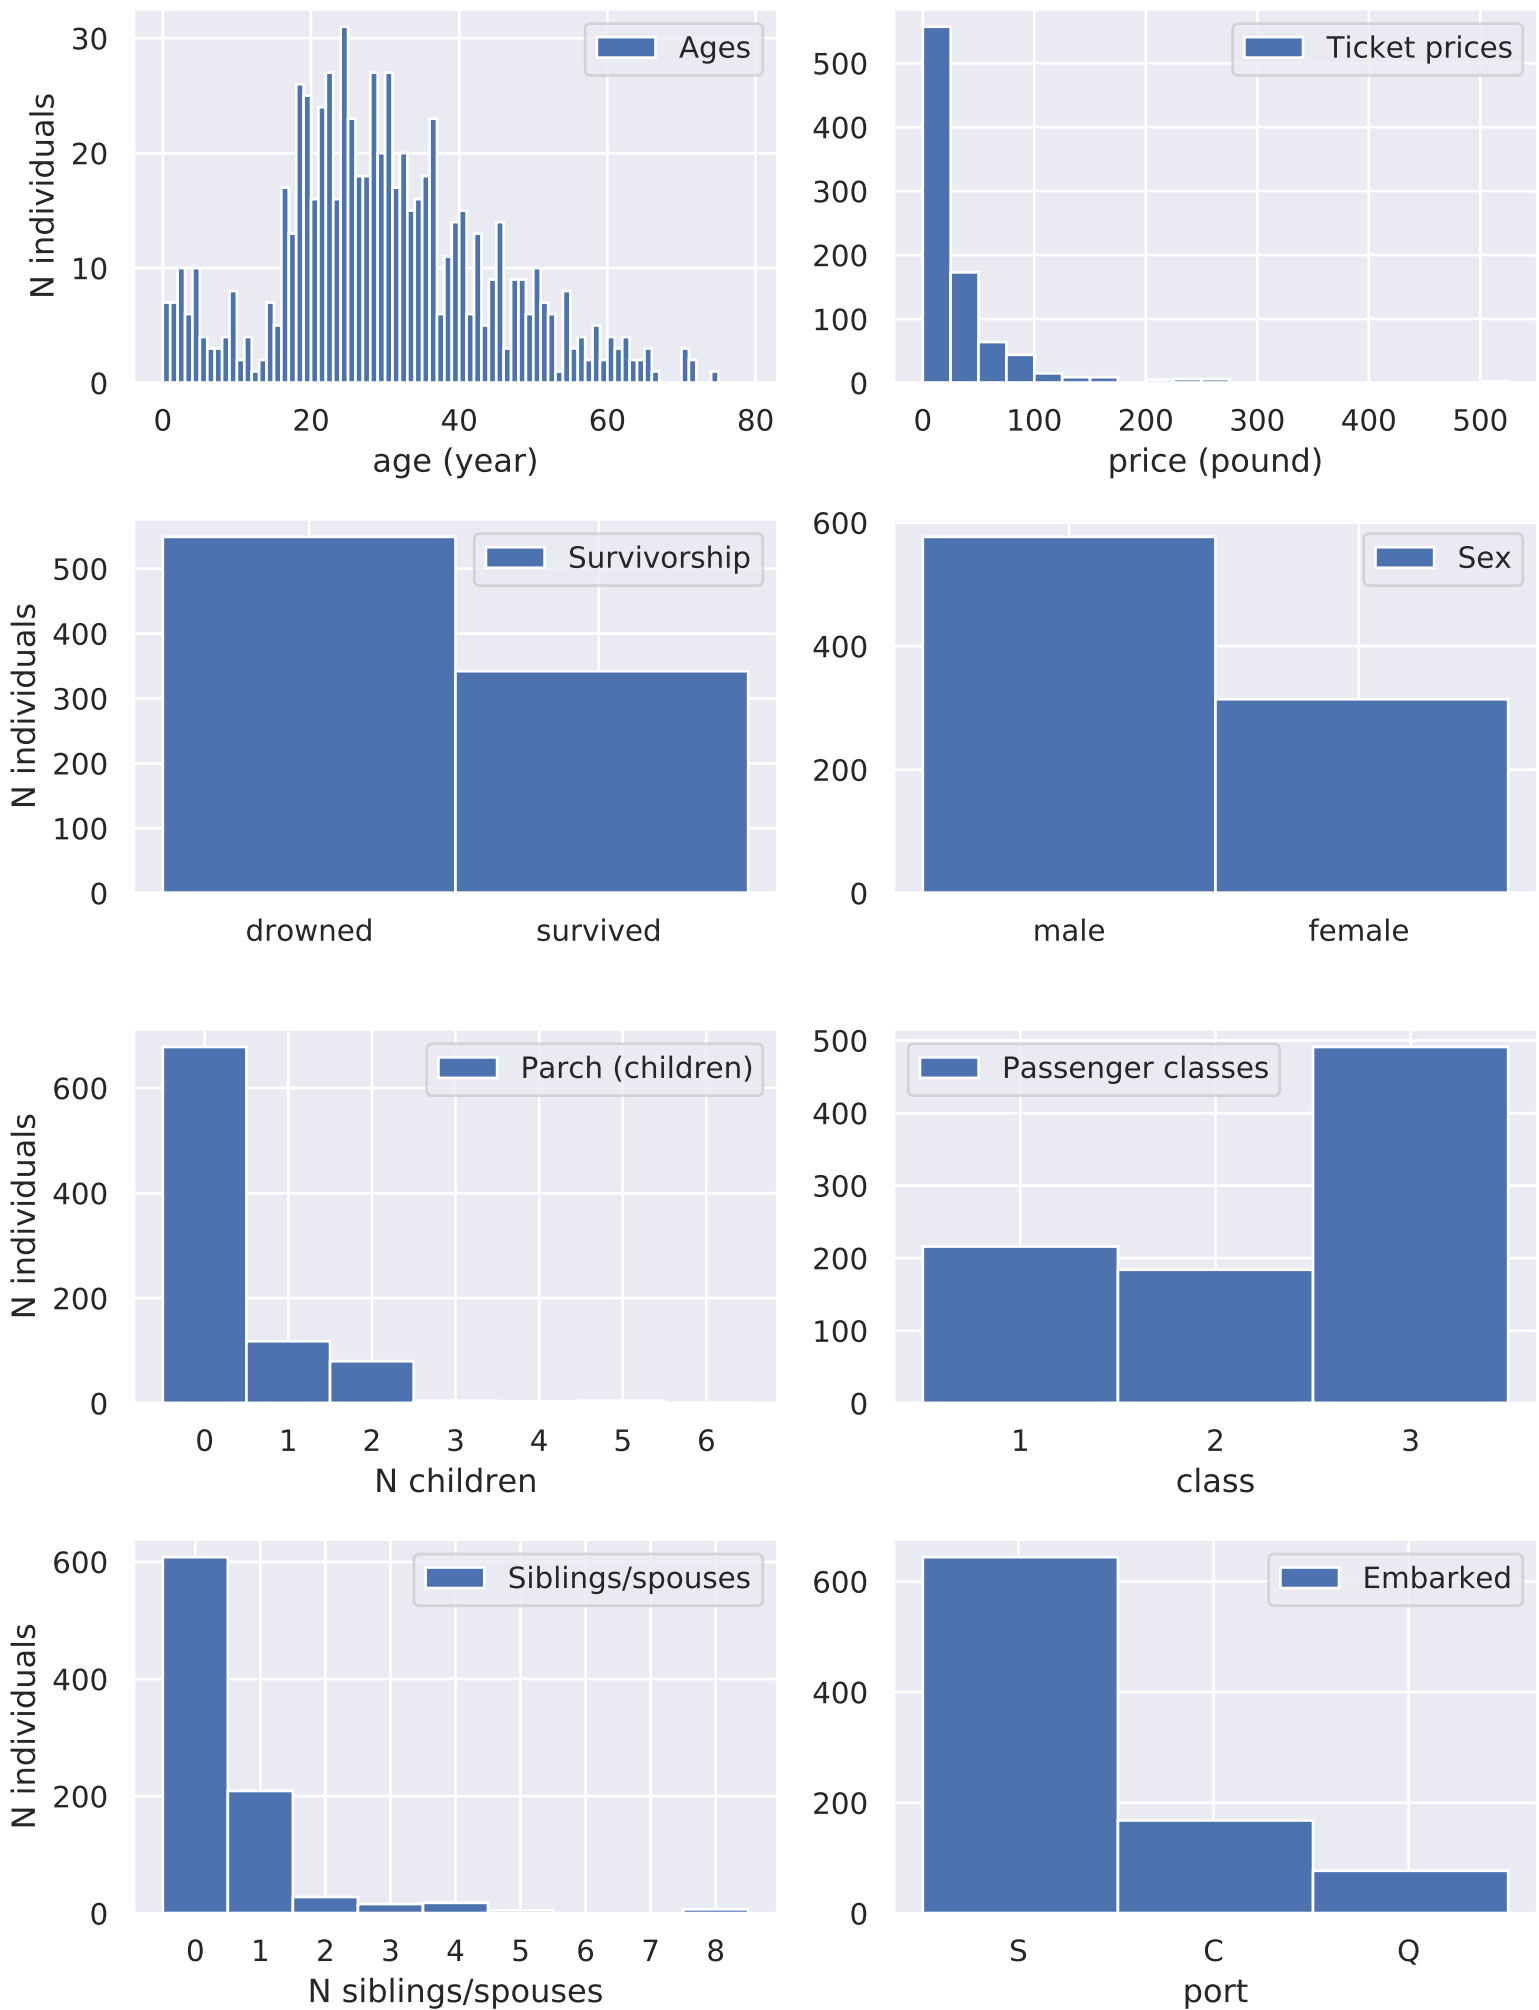 Ages
N individuals
30
20
10
0
0 20 40 60 80
age (year)
Ticket prices
500
400
300
200
100
0
0 100 200 300 400 500
price (pound)
Survivorship
N individuals
500
400
300
200
100
0
drowned survived
Sex
600
400
200
0
male female
Parch (children)
N individuals
600
400
200
0
0 1 2 3 4 5 6
N children
Passenger classes
500
400
300
200
100
0
1 2 3
class
Siblings/spouses
N individuals
600
400
200
0
0 1 2 3 4 5 6 7 8
N siblings/spouses
Embarked
600
400
200
0
S C Q
port